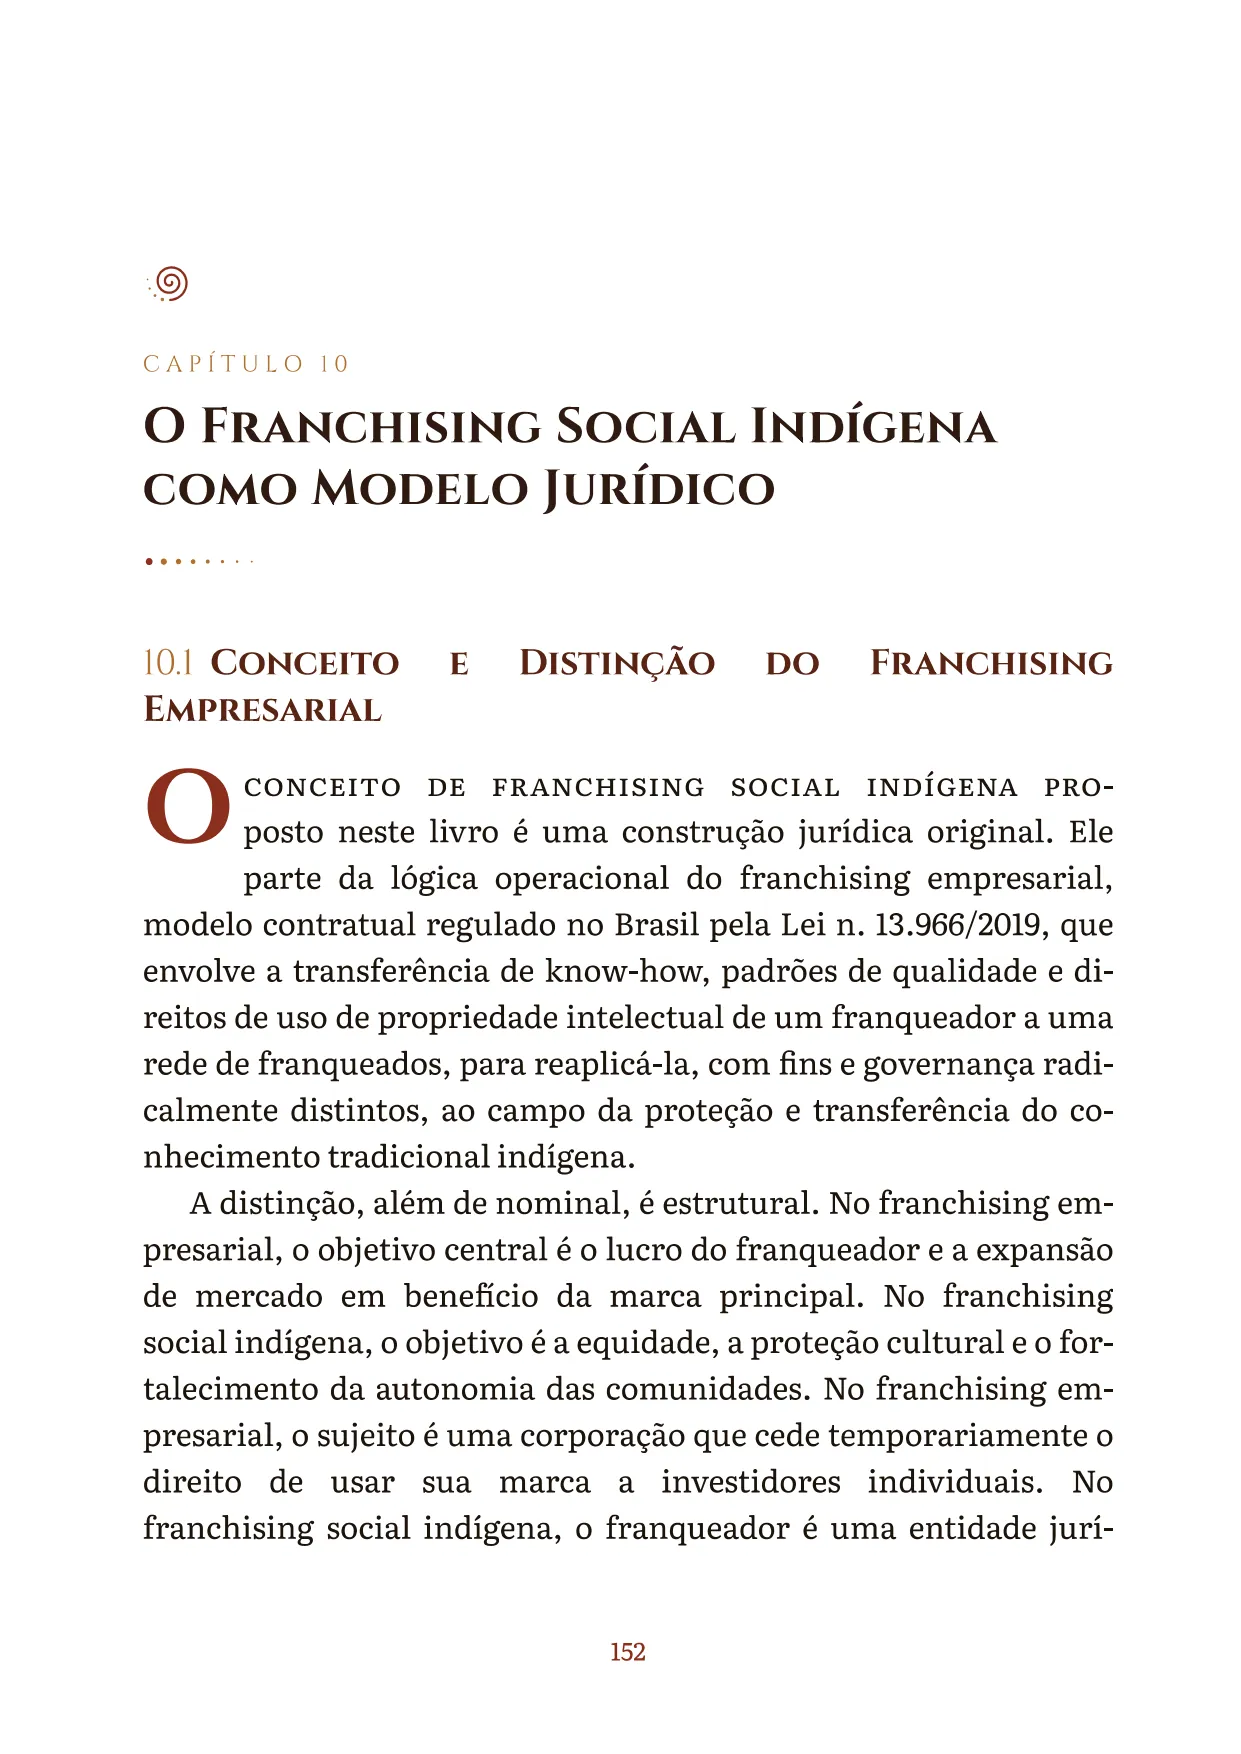 CAPÍTULO 10
O Franchising Social Indígena
como Modelo Jurídico
10.1 Conceito e Distinção do Franchising
Empresarial
O conceito de franchising social indígena pro-
posto neste livro é uma construção jurídica original. Ele
parte da lógica operacional do franchising empresarial,
modelo contratual regulado no Brasil pela Lei n. 13.966/2019, que
envolve a transferência de know-how, padrões de qualidade e di-
reitos de uso de propriedade intelectual de um franqueador a uma
rede de franqueados, para reaplicá-la, com fins e governança radi-
calmente distintos, ao campo da proteção e transferência do co-
nhecimento tradicional indígena.
A distinção, além de nominal, é estrutural. No franchising em-
presarial, o objetivo central é o lucro do franqueador e a expansão
de mercado em benefício da marca principal. No franchising
social indígena, o objetivo é a equidade, a proteção cultural e o for-
talecimento da autonomia das comunidades. No franchising em-
presarial, o sujeito é uma corporação que cede temporariamente o
direito de usar sua marca a investidores individuais. No
franchising social indígena, o franqueador é uma entidade jurí-
152